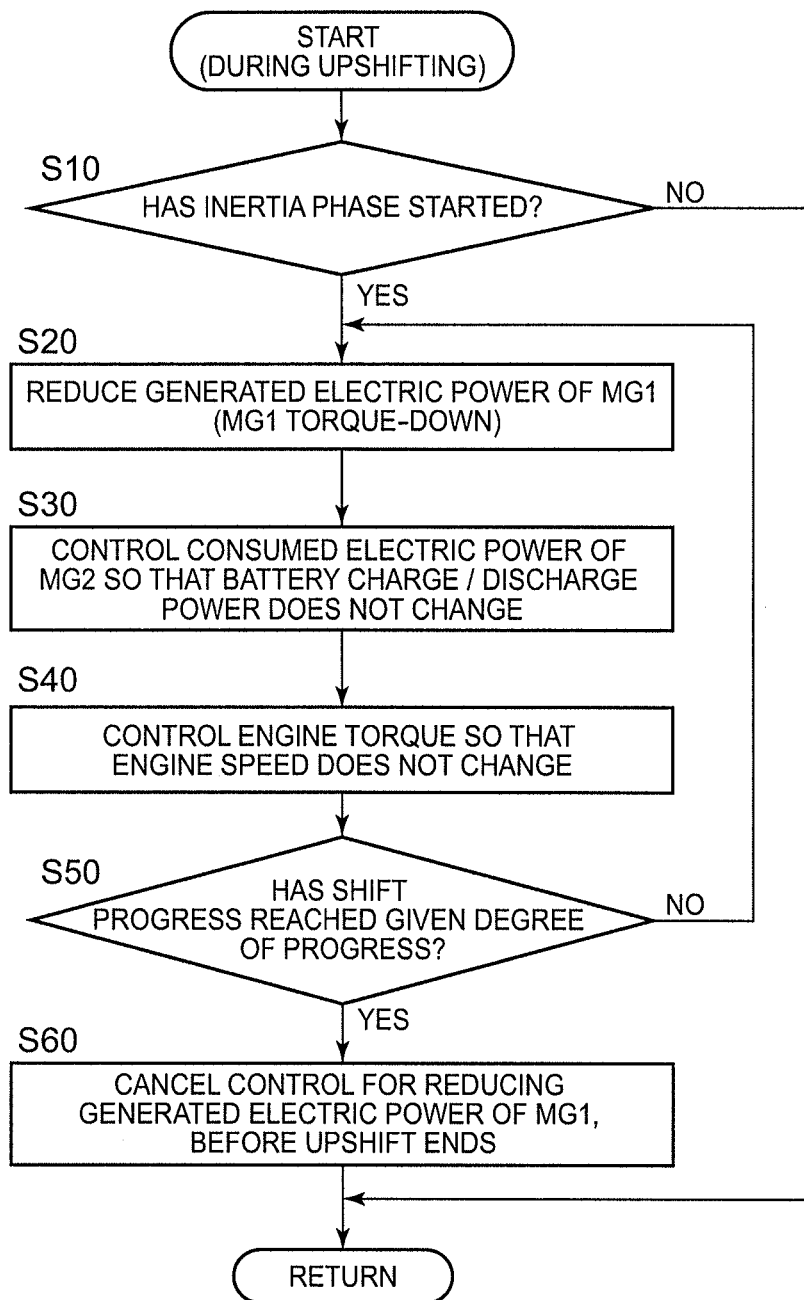 START
(DURING UPSHIFTING)
S10
HAS INERTIA PHASE STARTED?
NO
YES
S20
REDUCE GENERATED ELECTRIC POWER OF MG1
(MG1 TORQUE-DOWN)
S30
CONTROL CONSUMED ELECTRIC POWER OF
MG2 SO THAT BATTERY CHARGE / DISCHARGE
POWER DOES NOT CHANGE
S40
CONTROL ENGINE TORQUE SO THAT
ENGINE SPEED DOES NOT CHANGE
S50
HAS SHIFT
PROGRESS REACHED GIVEN DEGREE
OF PROGRESS?
NO
YES
S60
CANCEL CONTROL FOR REDUCING
GENERATED ELECTRIC POWER OF MG1,
BEFORE UPSHIFT ENDS
RETURN